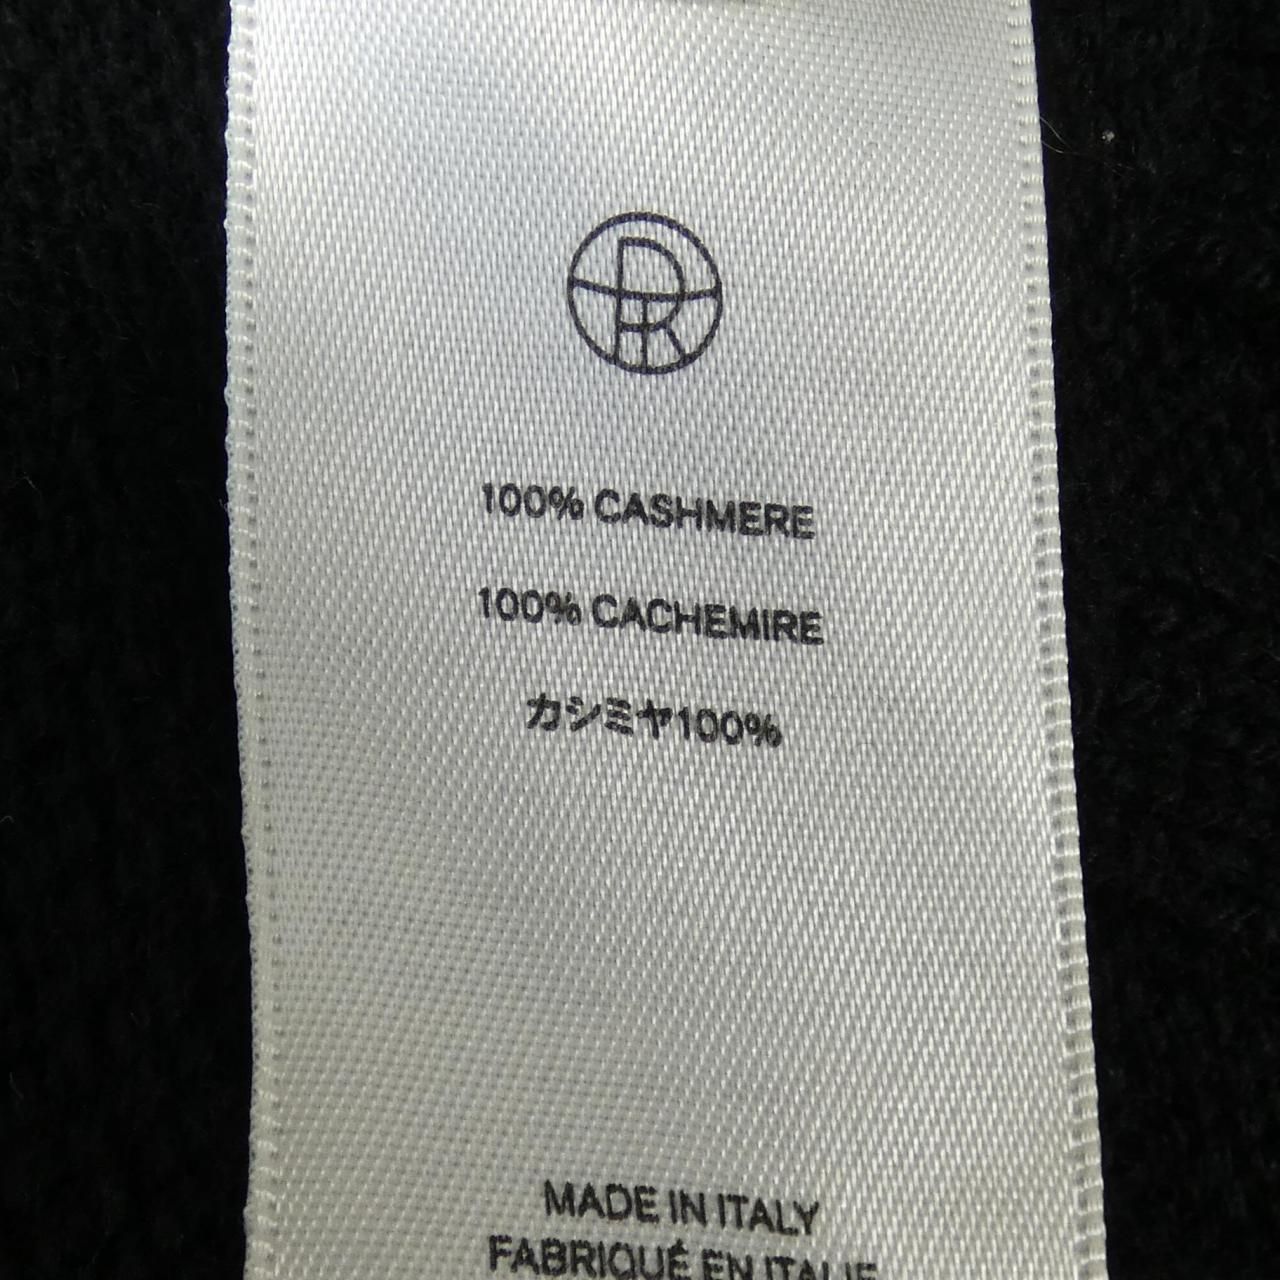 100% CASHMERE
100% CACHEMIRE
カシミヤ100%
MADE IN ITALY
FABRIQUÉ EN ITALIE